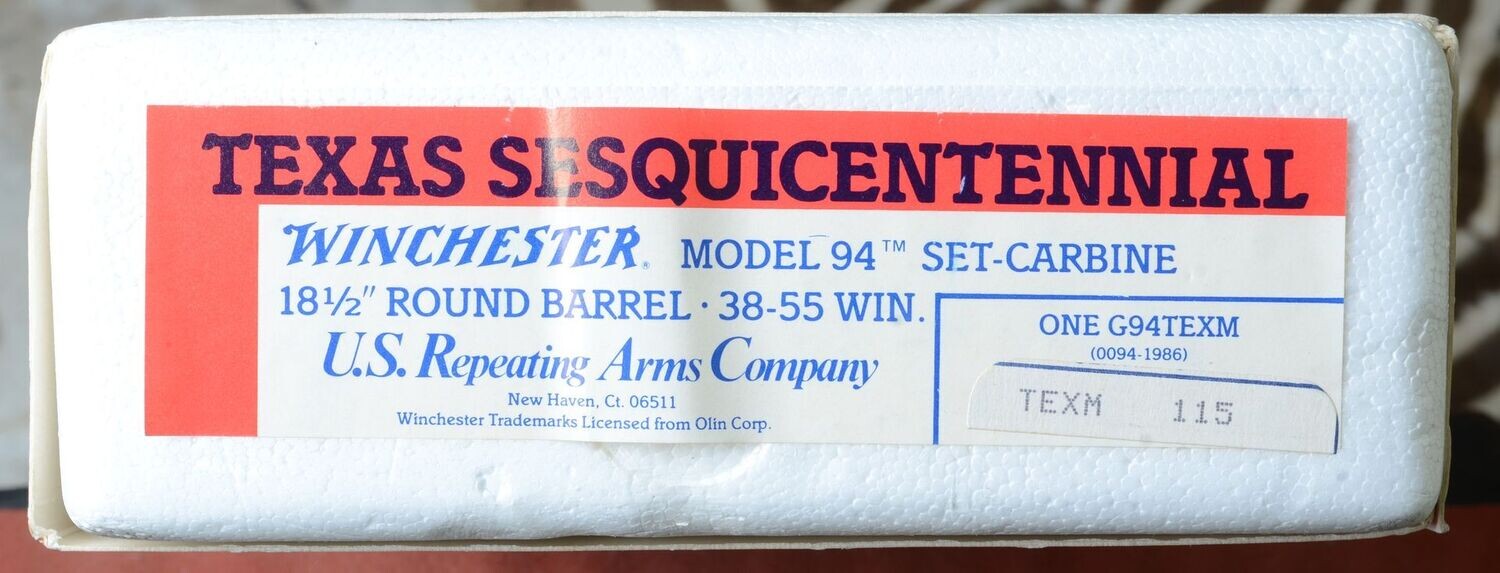 TEXAS SESQUICENTENNIAL
WINCHESTER® MODEL 94™ SET-CARBINE
18½" ROUND BARREL · 38-55 WIN.
U.S. Repeating Arms Company
New Haven, Ct. 06511
Winchester Trademarks Licensed from Olin Corp.
ONE G94TEXM
(0094-1986)
TEXM 115